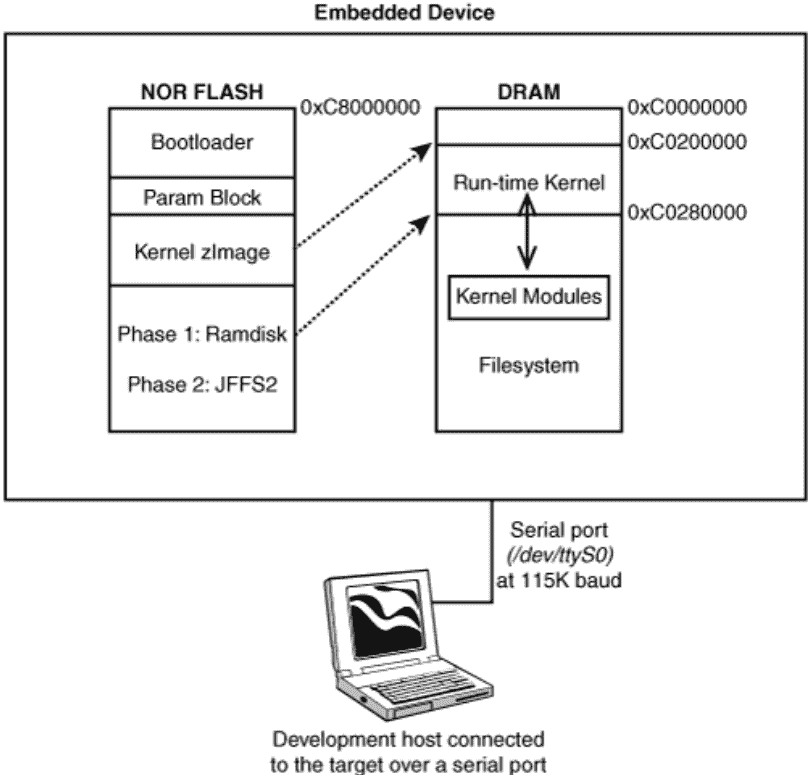 Embedded Device
NOR FLASH
0xC8000000
Bootloader
Param Block
Kernel zImage
Phase 1: Ramdisk
Phase 2: JFFS2
DRAM
0xC0000000
0xC0200000
Run-time Kernel
0xC0280000
Kernel Modules
Filesystem
Serial port
(/dev/ttyS0)
at 115K baud
Development host connected
to the target over a serial port